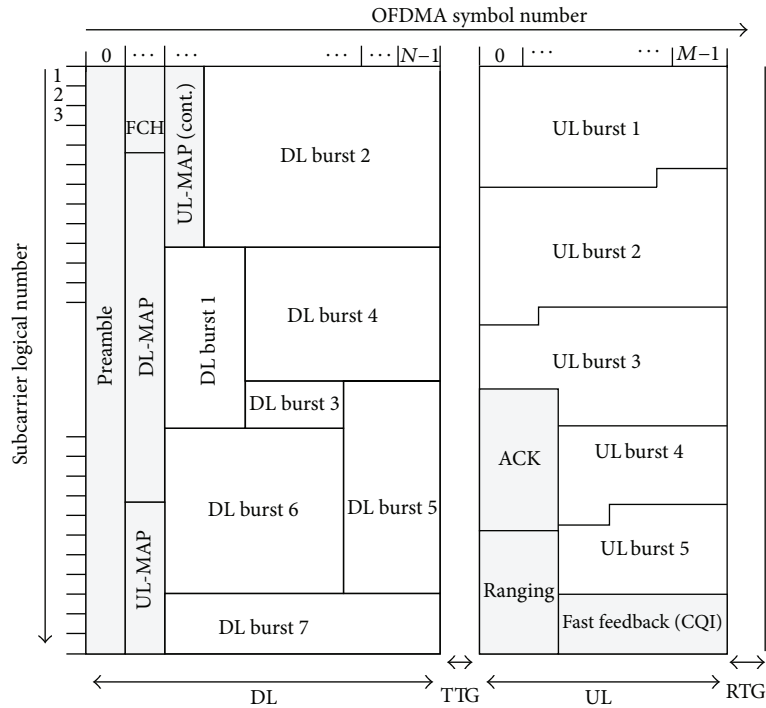 OFDMA symbol number
0 ... ... ... ... N−1
0 ... ... M−1
1
2
3
Subcarrier logical number
Preamble
FCH
DL-MAP
UL-MAP
UL-MAP (cont.)
DL burst 2
DL burst 1
DL burst 4
DL burst 3
DL burst 6
DL burst 5
DL burst 7
UL burst 1
UL burst 2
UL burst 3
ACK
UL burst 4
UL burst 5
Ranging
Fast feedback (CQI)
DL
TTG
UL
RTG